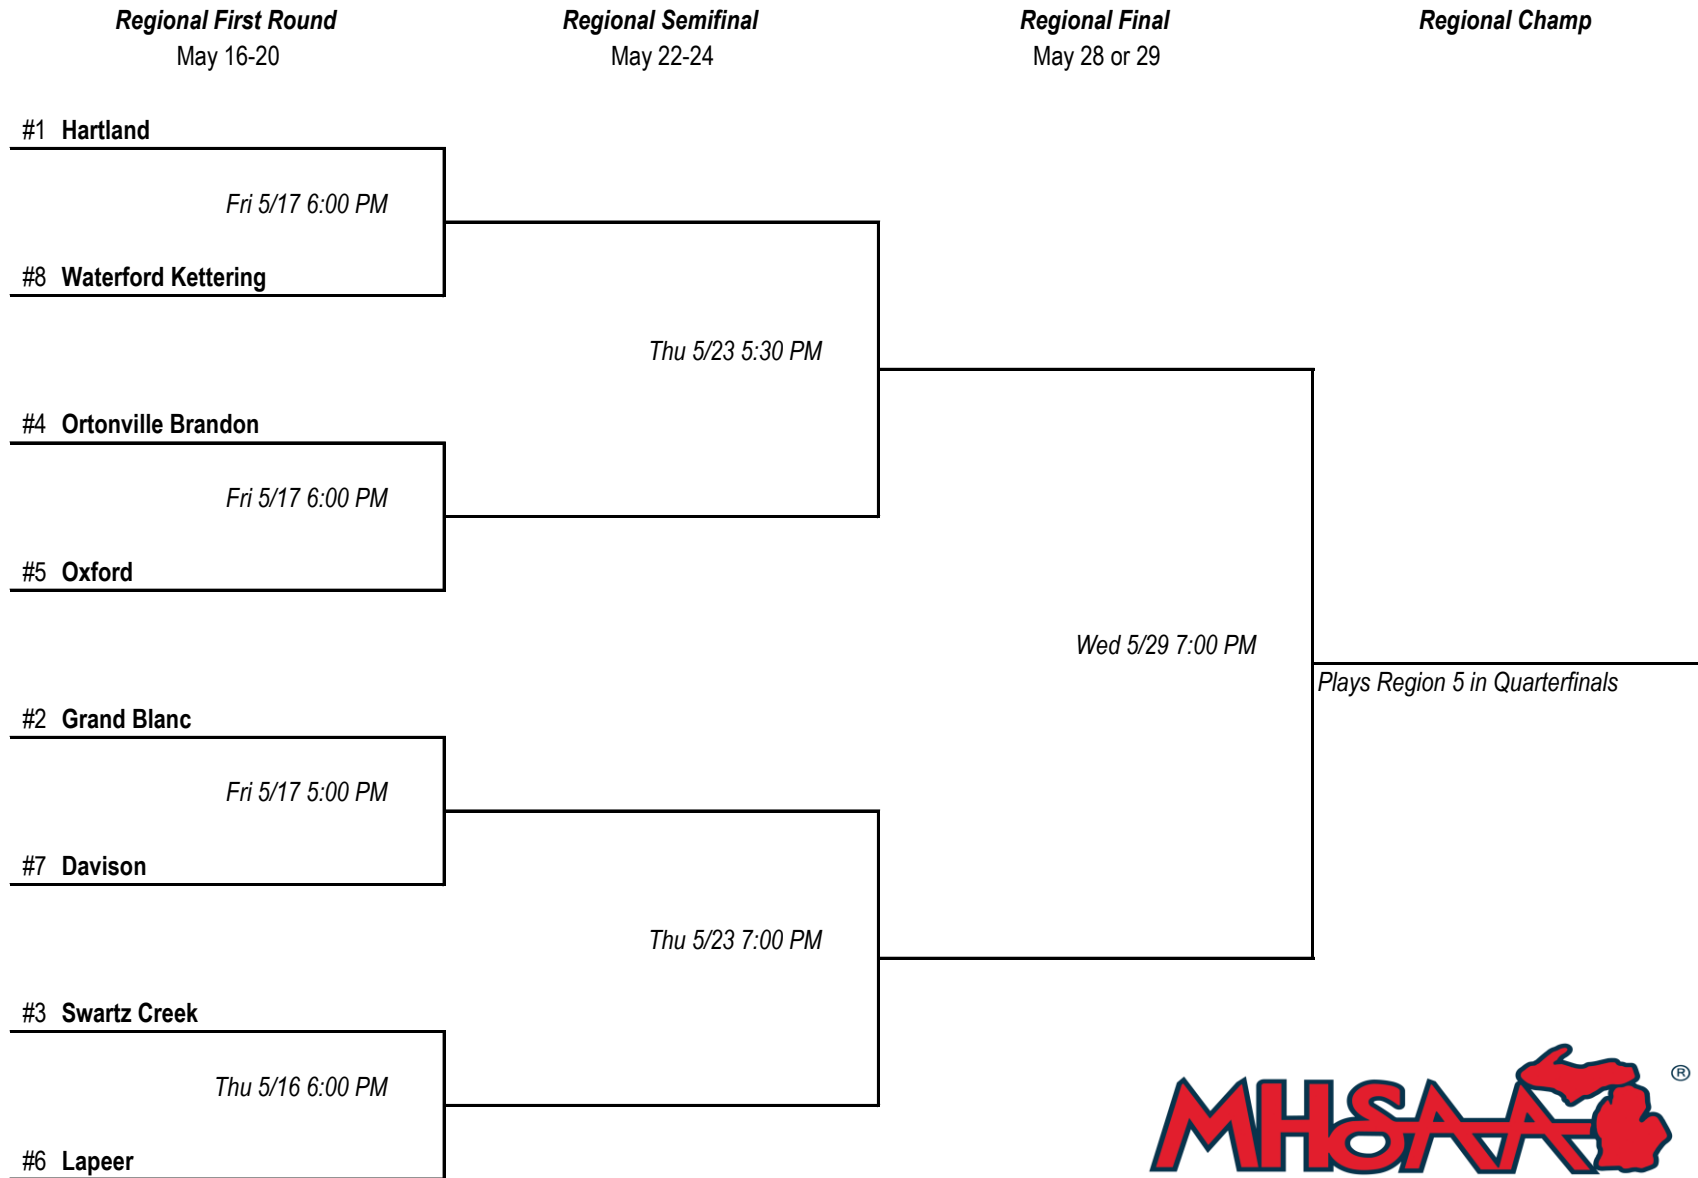 Regional First Round
May 16-20
Regional Semifinal
May 22-24
Regional Final
May 28 or 29
Regional Champ
#1 Hartland
Fri 5/17 6:00 PM
#8 Waterford Kettering
Thu 5/23 5:30 PM
#4 Ortonville Brandon
Fri 5/17 6:00 PM
#5 Oxford
Wed 5/29 7:00 PM
Plays Region 5 in Quarterfinals
#2 Grand Blanc
Fri 5/17 5:00 PM
#7 Davison
Thu 5/23 7:00 PM
#3 Swartz Creek
Thu 5/16 6:00 PM
#6 Lapeer
MHSAA ®